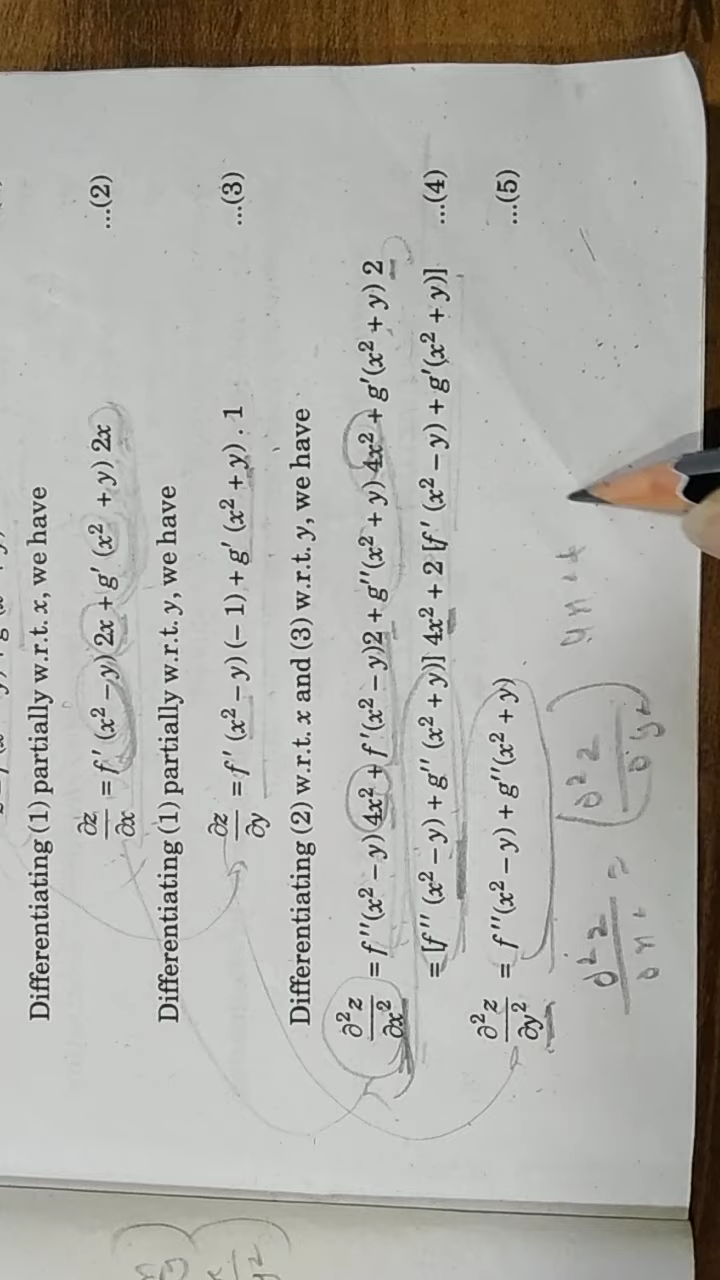 Differentiating (1) partially w.r.t. x, we have
∂z/∂x = f′ (x² – y) 2x + g′ (x² + y) 2x ...(2)
Differentiating (1) partially w.r.t. y, we have
∂z/∂y = f′ (x² – y) (– 1) + g′ (x² + y) . 1 ...(3)
Differentiating (2) w.r.t. x and (3) w.r.t. y, we have
∂²z/∂x² = f′′(x² – y) 4x² + f′(x² – y)2 + g′′(x² + y) 4x² + g′(x² + y) 2
= [f′′ (x² – y) + g′′ (x² + y)] 4x² + 2 [f′ (x² – y) + g′(x² + y)] ...(4)
∂²z/∂y² = f′′(x² – y) + g′′(x² + y) ...(5)
∂²z/∂x² = (∂²z/∂y²)